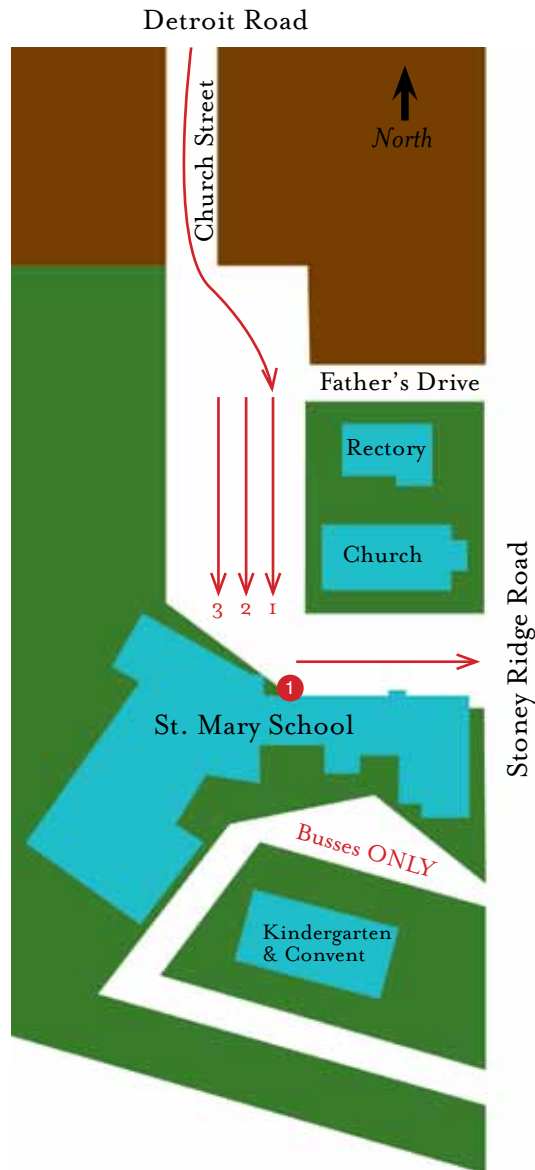 Detroit Road
Church Street
North
Father's Drive
Rectory
Church
3 2 1
Stoney Ridge Road
1
St. Mary School
Busses ONLY
Kindergarten
& Convent